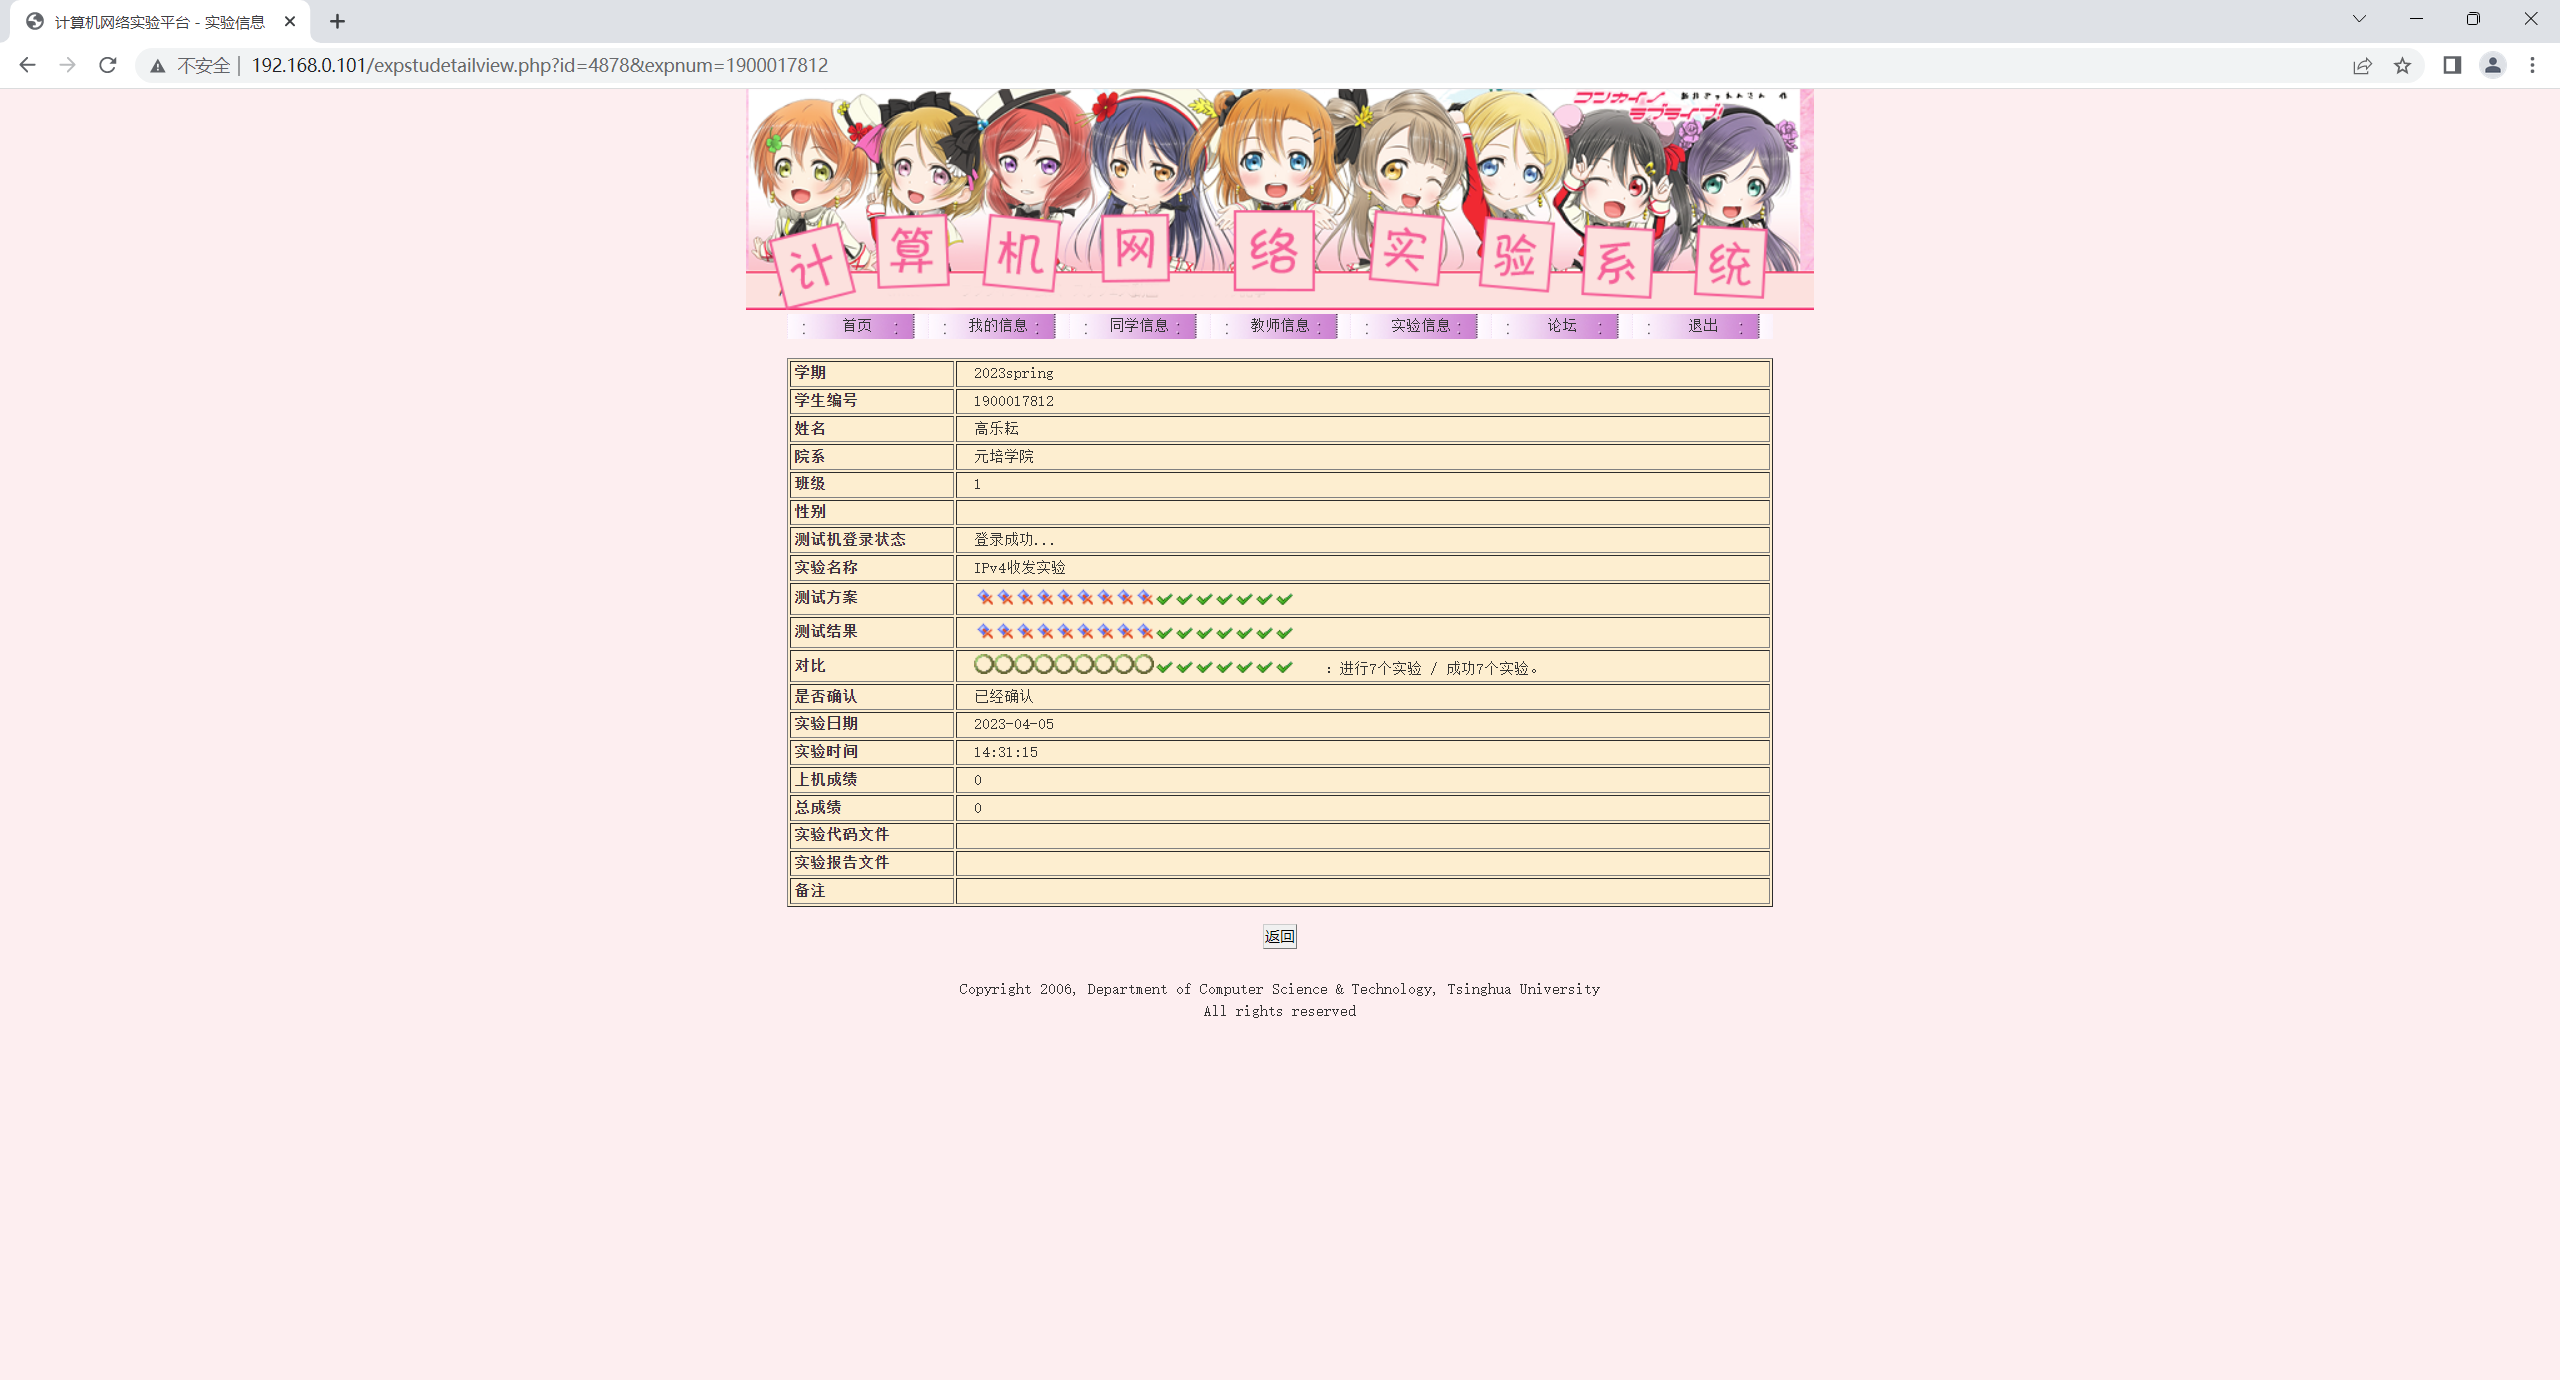 计算机网络实验平台 - 实验信息
不安全 | 192.168.0.101/expstudetailview.php?id=4878&expnum=1900017812
计算机网络实验系统
: 首页 : : 我的信息 : : 同学信息 : : 教师信息 : : 实验信息 : : 论坛 : : 退出 :
学期 2023spring
学生编号 1900017812
姓名 高乐耘
院系 元培学院
班级 1
性别
测试机登录状态 登录成功...
实验名称 IPv4收发实验
测试方案
测试结果
对比 : 进行7个实验 / 成功7个实验。
是否确认 已经确认
实验日期 2023-04-05
实验时间 14:31:15
上机成绩 0
总成绩 0
实验代码文件
实验报告文件
备注
返回
Copyright 2006, Department of Computer Science & Technology, Tsinghua University
All rights reserved